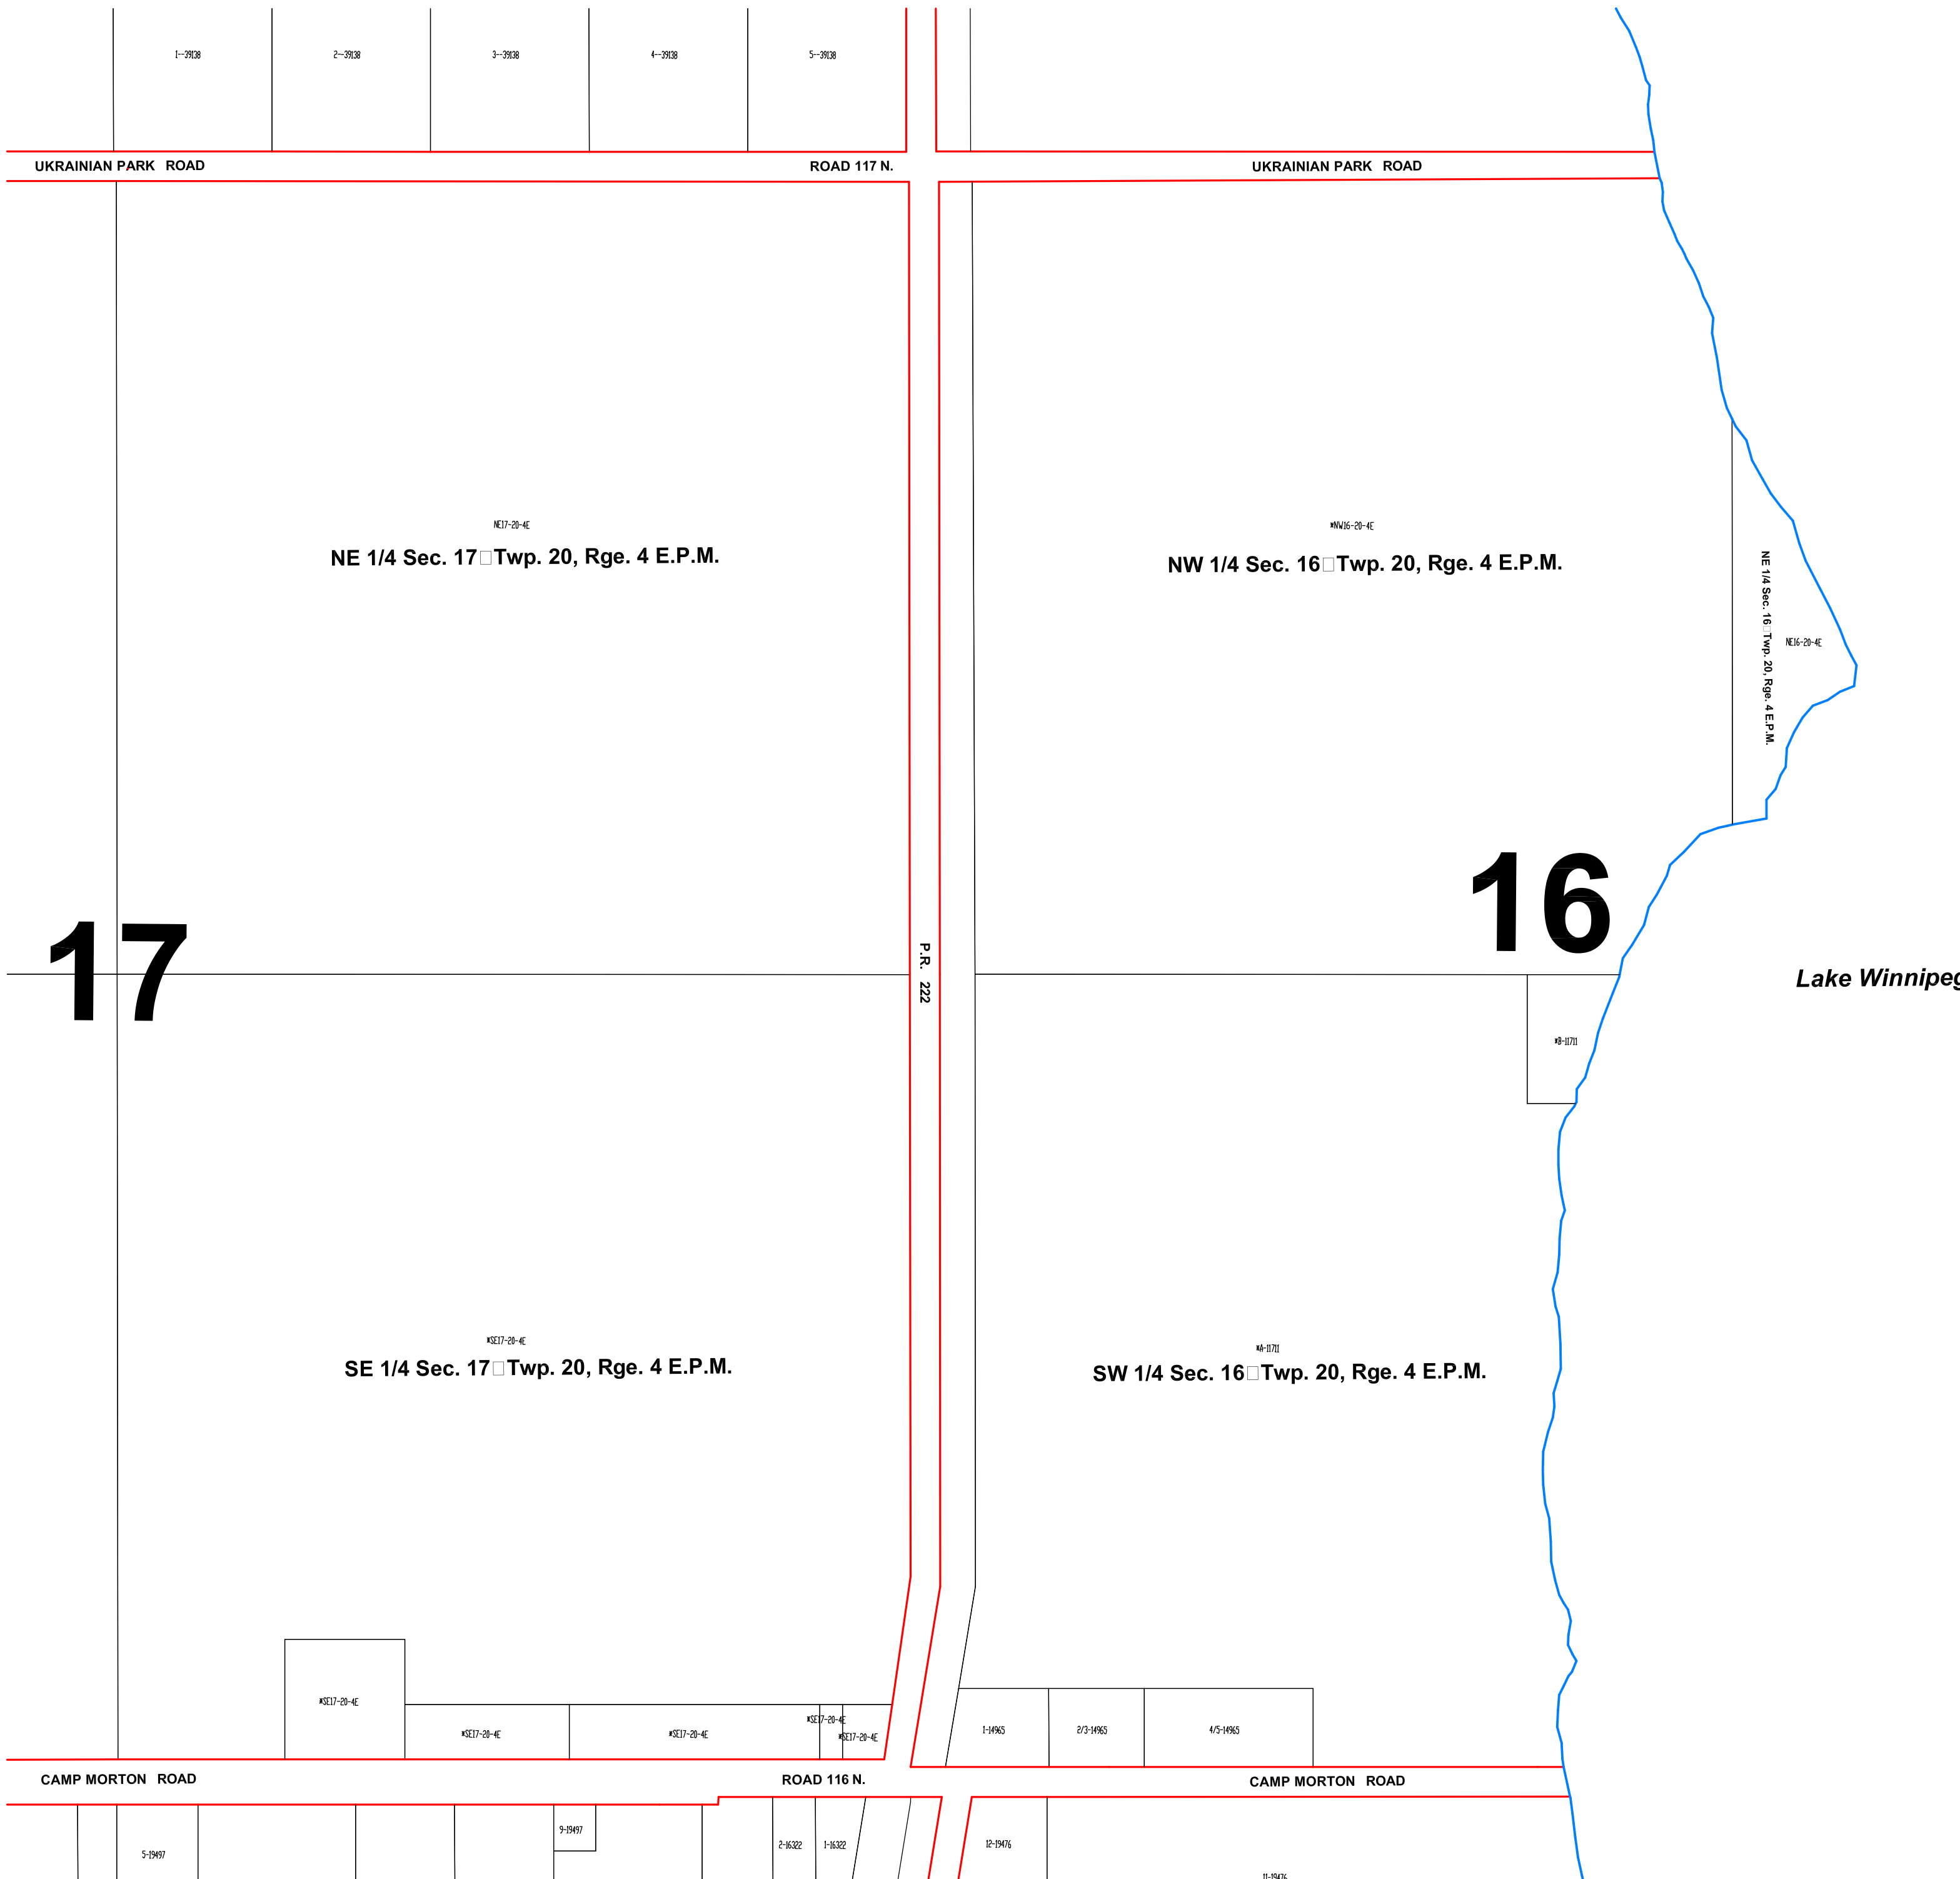 1--39138
2--39138
3--39138
4--39138
5--39138
UKRAINIAN PARK ROAD
ROAD 117 N.
UKRAINIAN PARK ROAD
NE17-20-4E
NE 1/4 Sec. 17□Twp. 20, Rge. 4 E.P.M.
*NW16-20-4E
NW 1/4 Sec. 16□Twp. 20, Rge. 4 E.P.M.
NE 1/4 Sec. 16□Twp. 20, Rge. 4 E.P.M.
NE16-20-4E
17
P.R. 222
16
Lake Winnipeg
*B-11711
*SE17-20-4E
SE 1/4 Sec. 17□Twp. 20, Rge. 4 E.P.M.
*A-11711
SW 1/4 Sec. 16□Twp. 20, Rge. 4 E.P.M.
*SE17-20-4E
*SE17-20-4E
*SE17-20-4E
*SE17-20-4E
*SE17-20-4E
1-14965
2/3-14965
4/5-14965
CAMP MORTON ROAD
ROAD 116 N.
CAMP MORTON ROAD
5-19497
9-19497
2-16322
1-16322
12-19476
11-19476